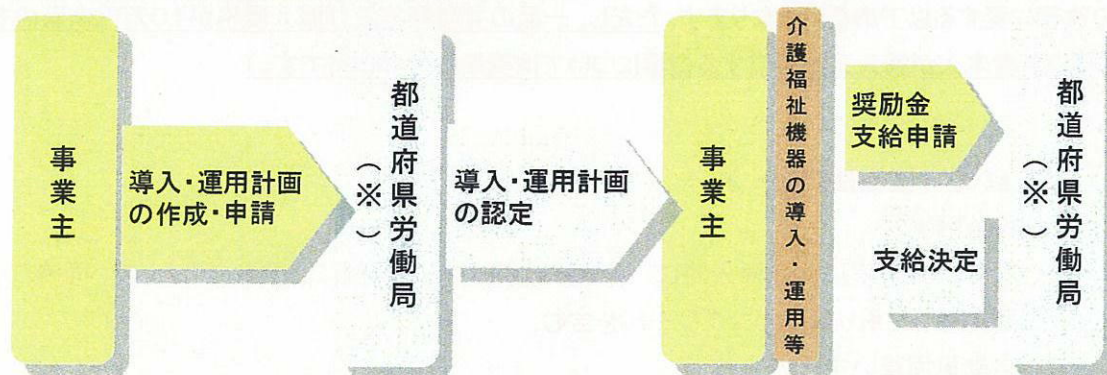 事業主
導入・運用計画
の作成・申請
都道府県労働局
（※）
導入・運用計画
の認定
事業主
介護福祉機器の導入・運用等
奨励金
支給申請
支給決定
都道府県労働局
（※）